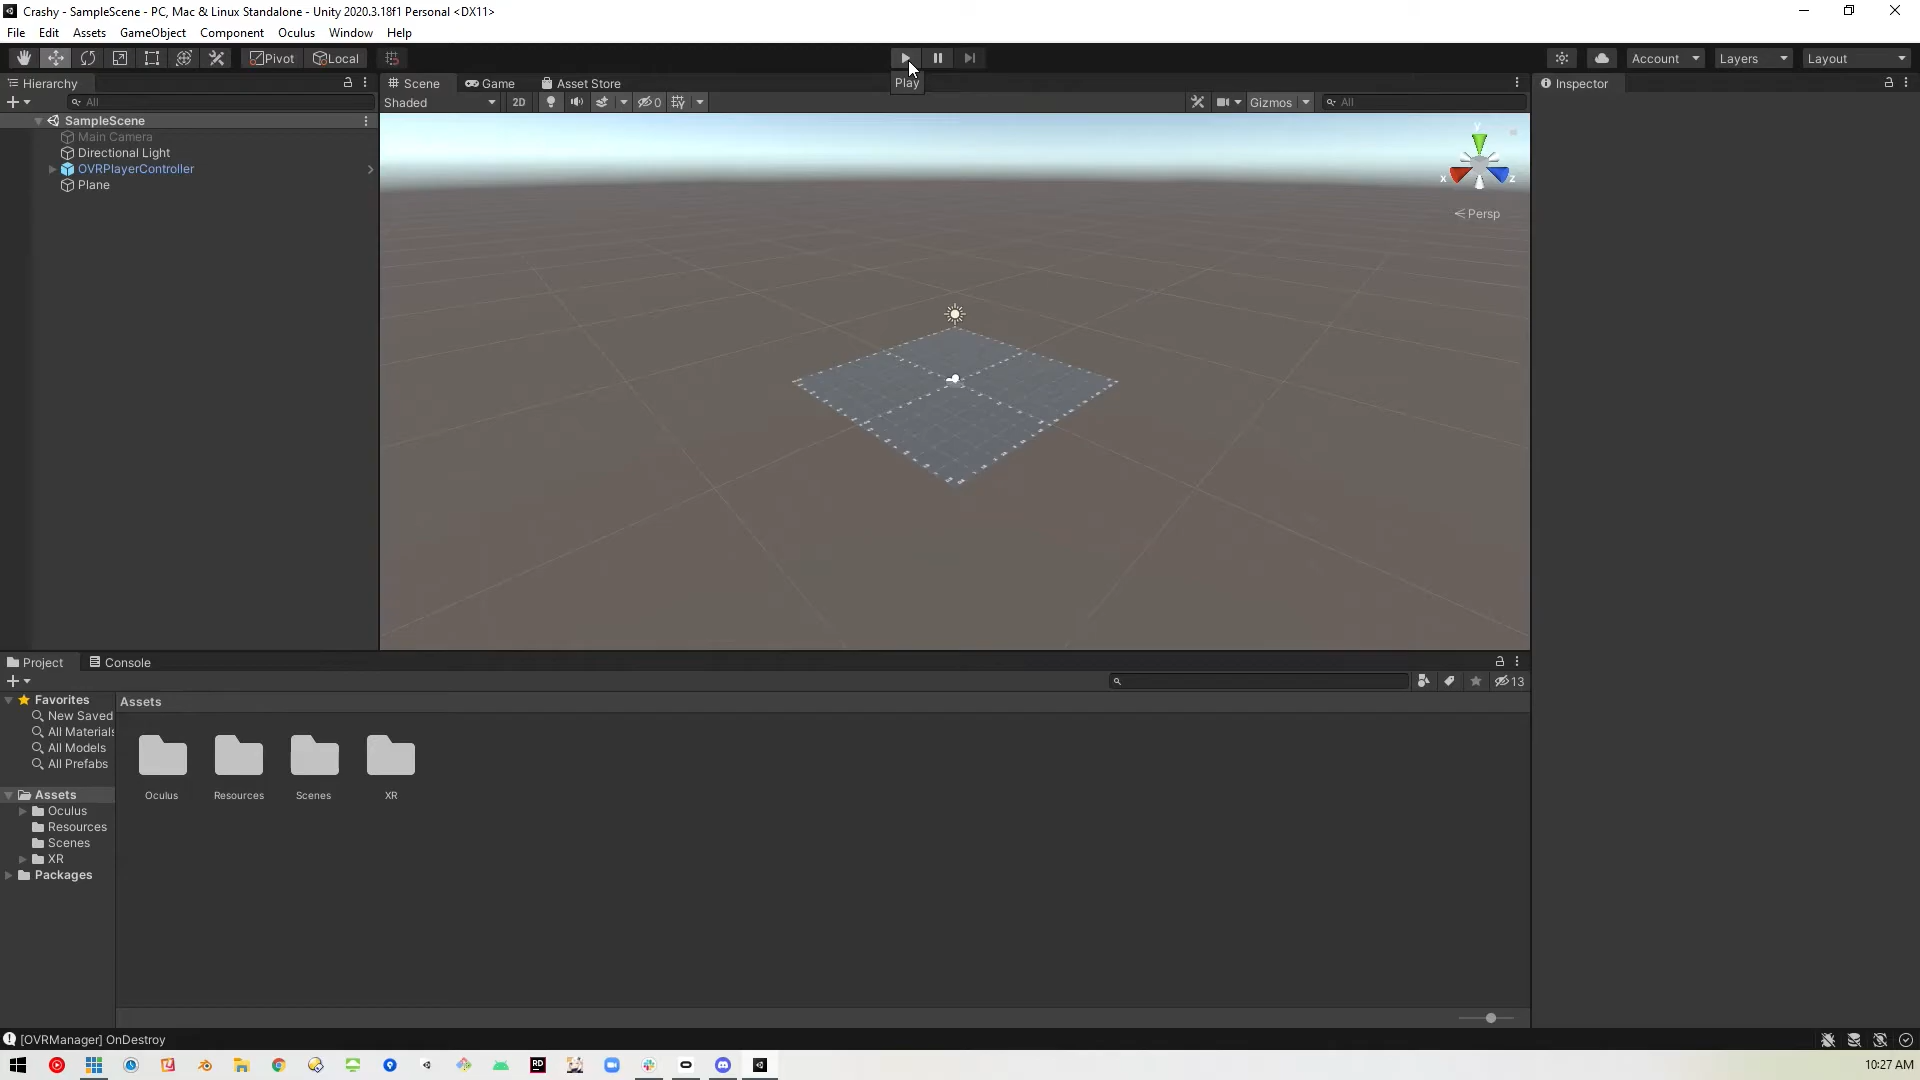 Crashy - SampleScene - PC, Mac & Linux Standalone - Unity 2020.3.18f1 Personal <DX11>
File Edit Assets GameObject Component Oculus Window Help
Pivot Local Account Layers Layout
Hierarchy Scene Game Asset Store Play Inspector
All Shaded 2D 0 Gizmos All
SampleScene
Main Camera
Directional Light
OVRPlayerController
Plane
y
x z
Persp
Project Console
13
Favorites Assets
New Saved
All Materials
All Models
All Prefabs
Assets
Oculus
Resources
Scenes
XR
Packages
Oculus Resources Scenes XR
[OVRManager] OnDestroy
RD
10:27 AM